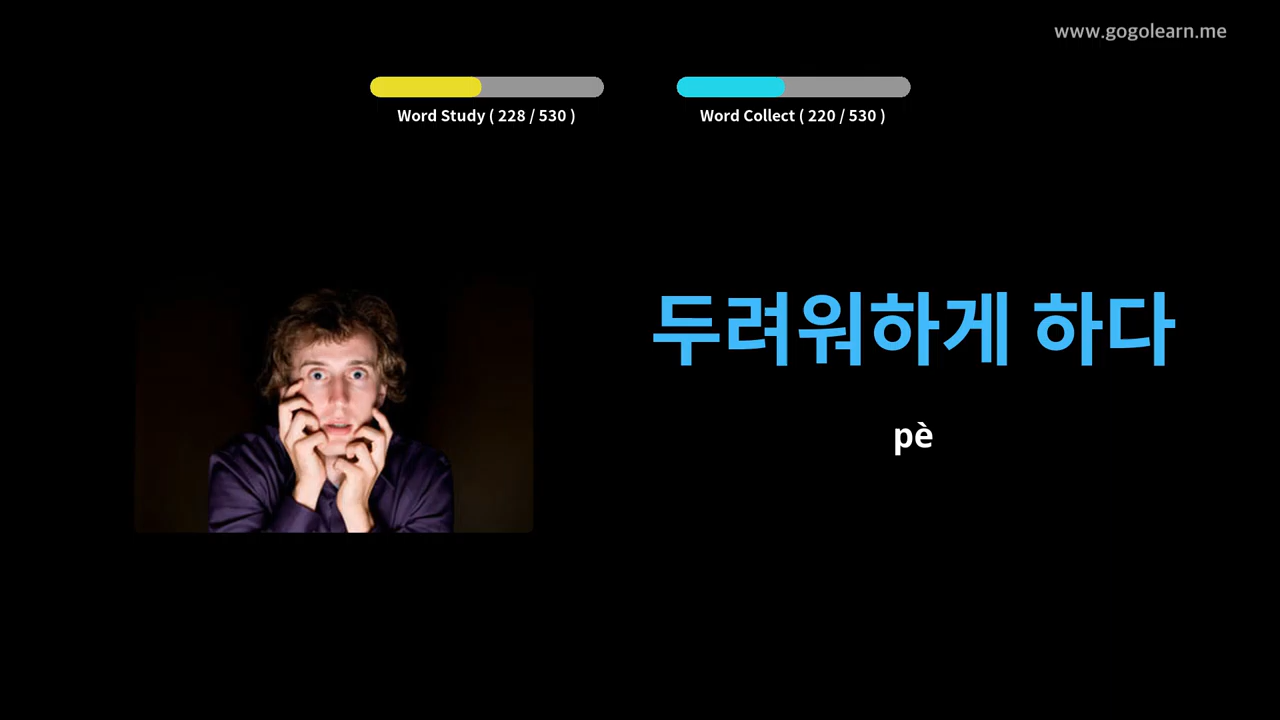 www.gogolearn.me
Word Study ( 228 / 530 )
Word Collect ( 220 / 530 )
두려워하게 하다
pè